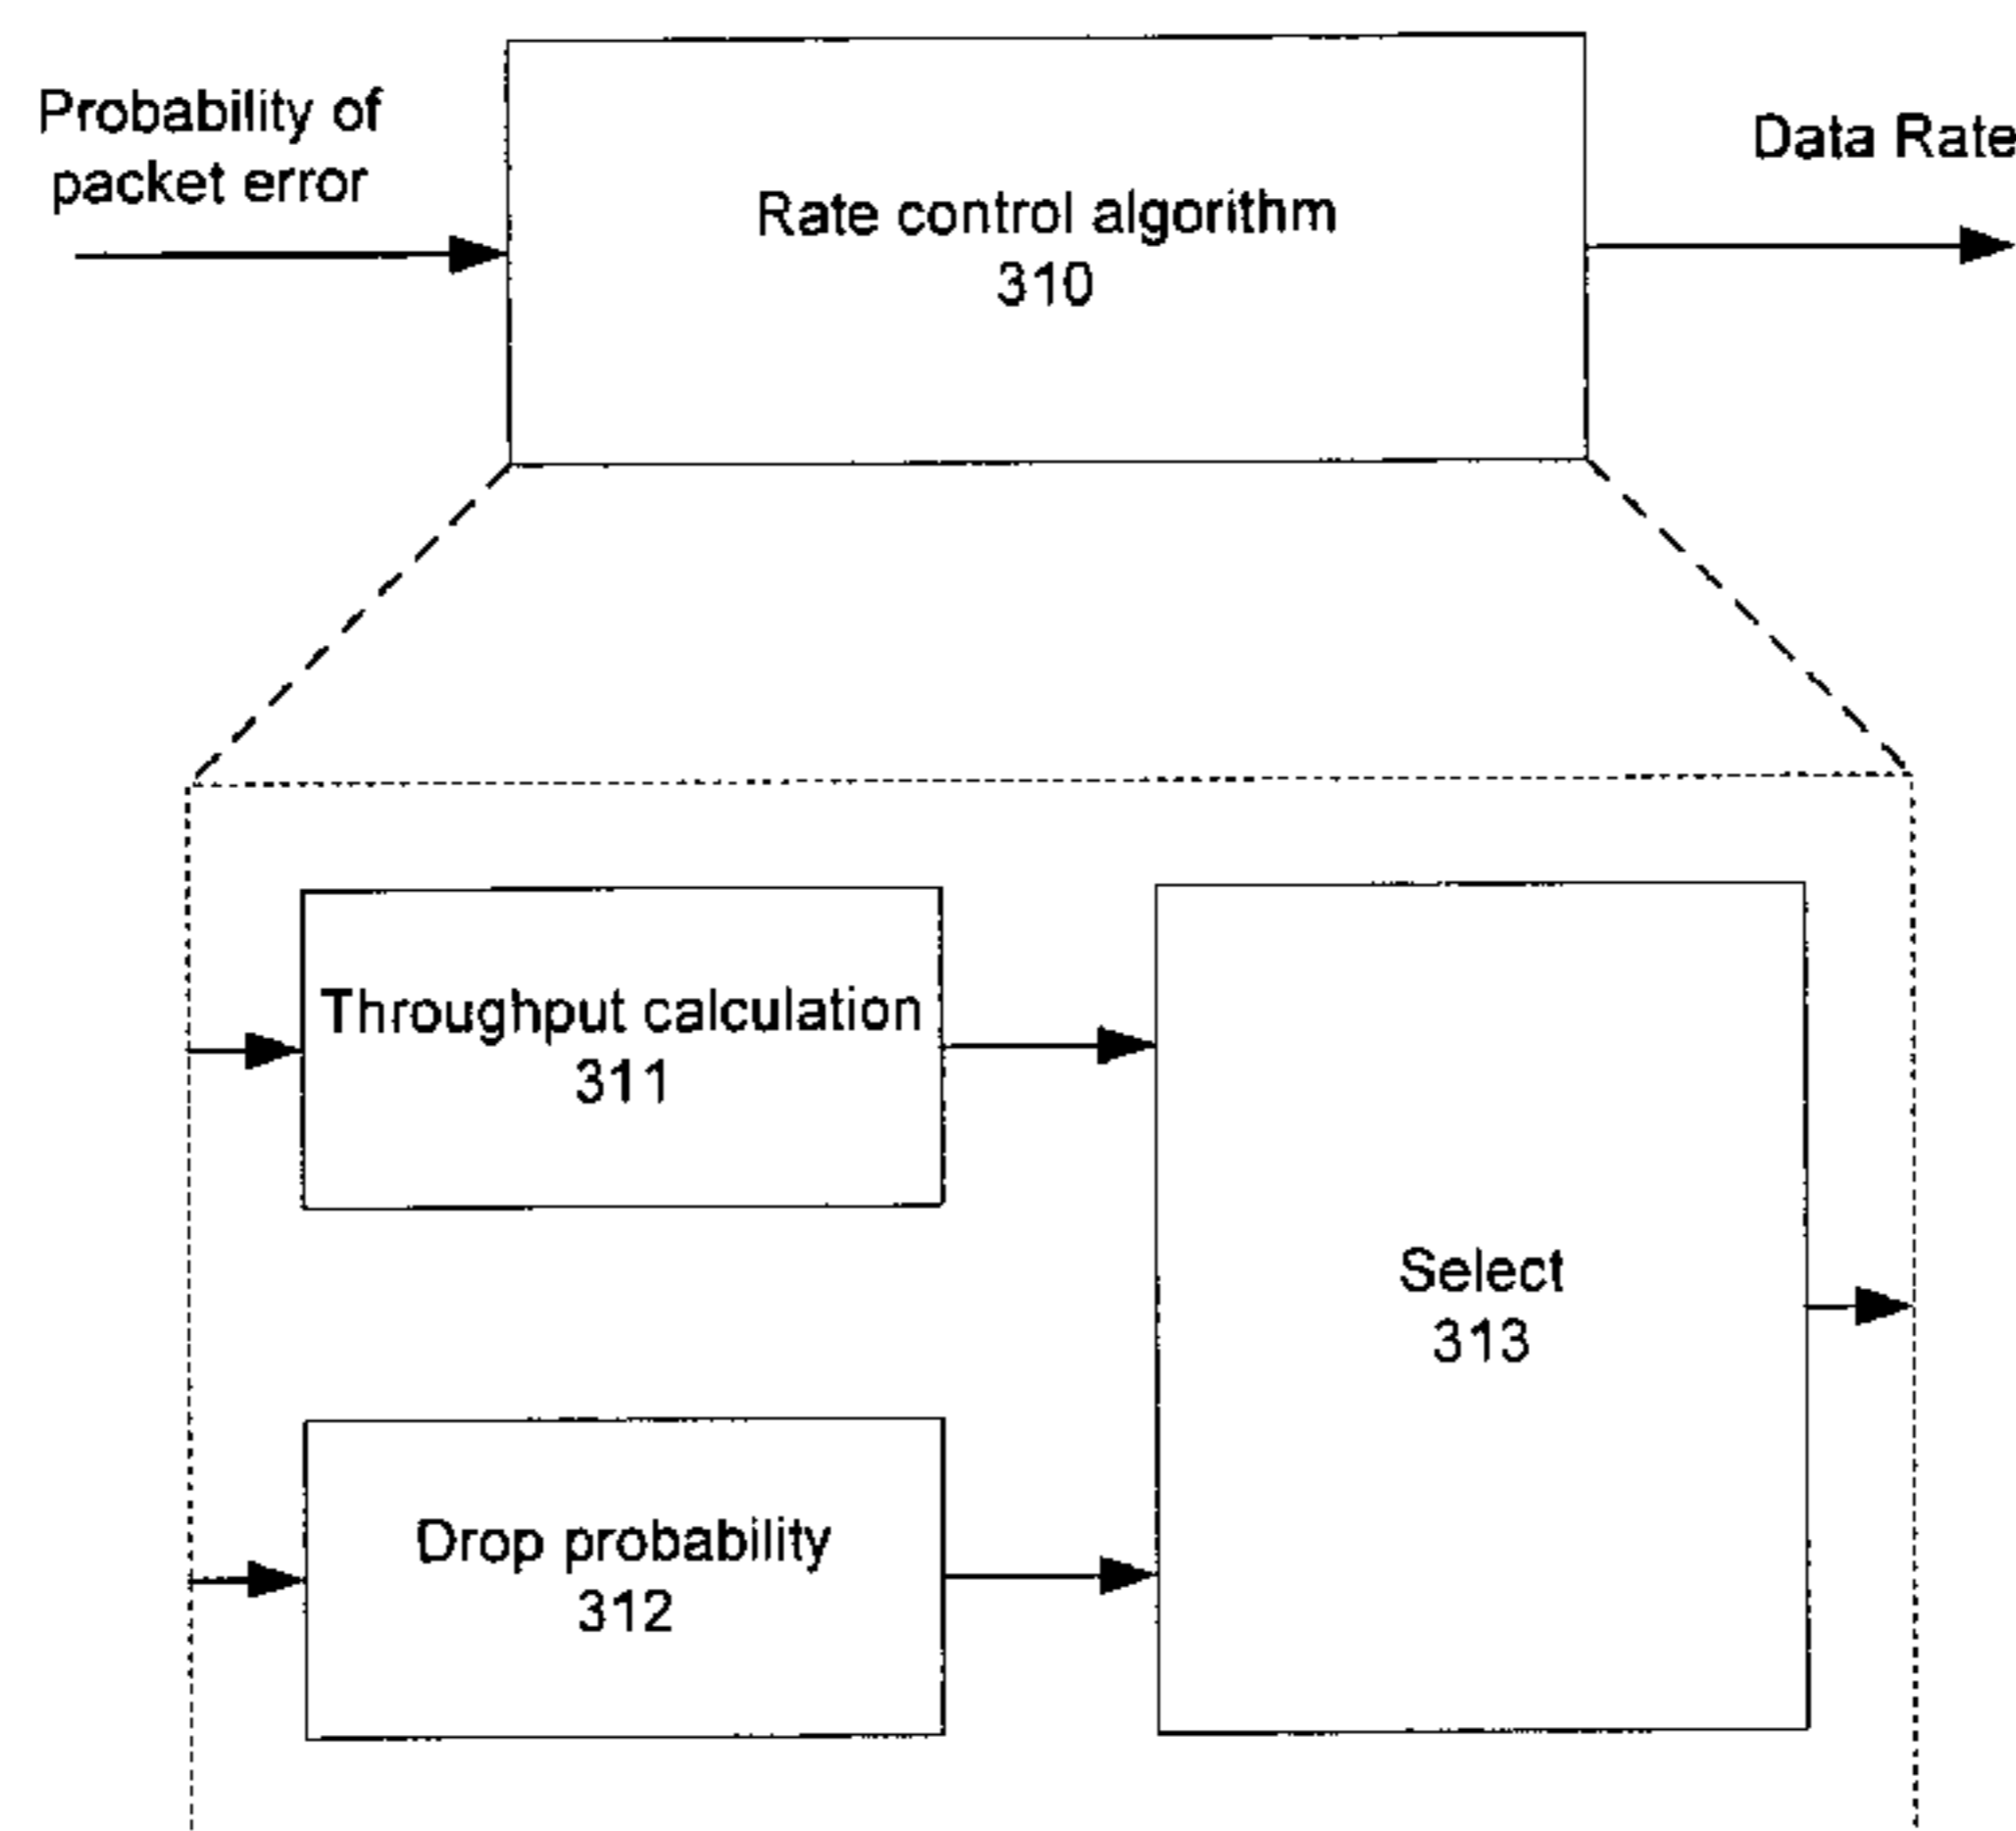 Probability of
packet error
Rate control algorithm
310
Data Rate
Throughput calculation
311
Select
313
Drop probability
312